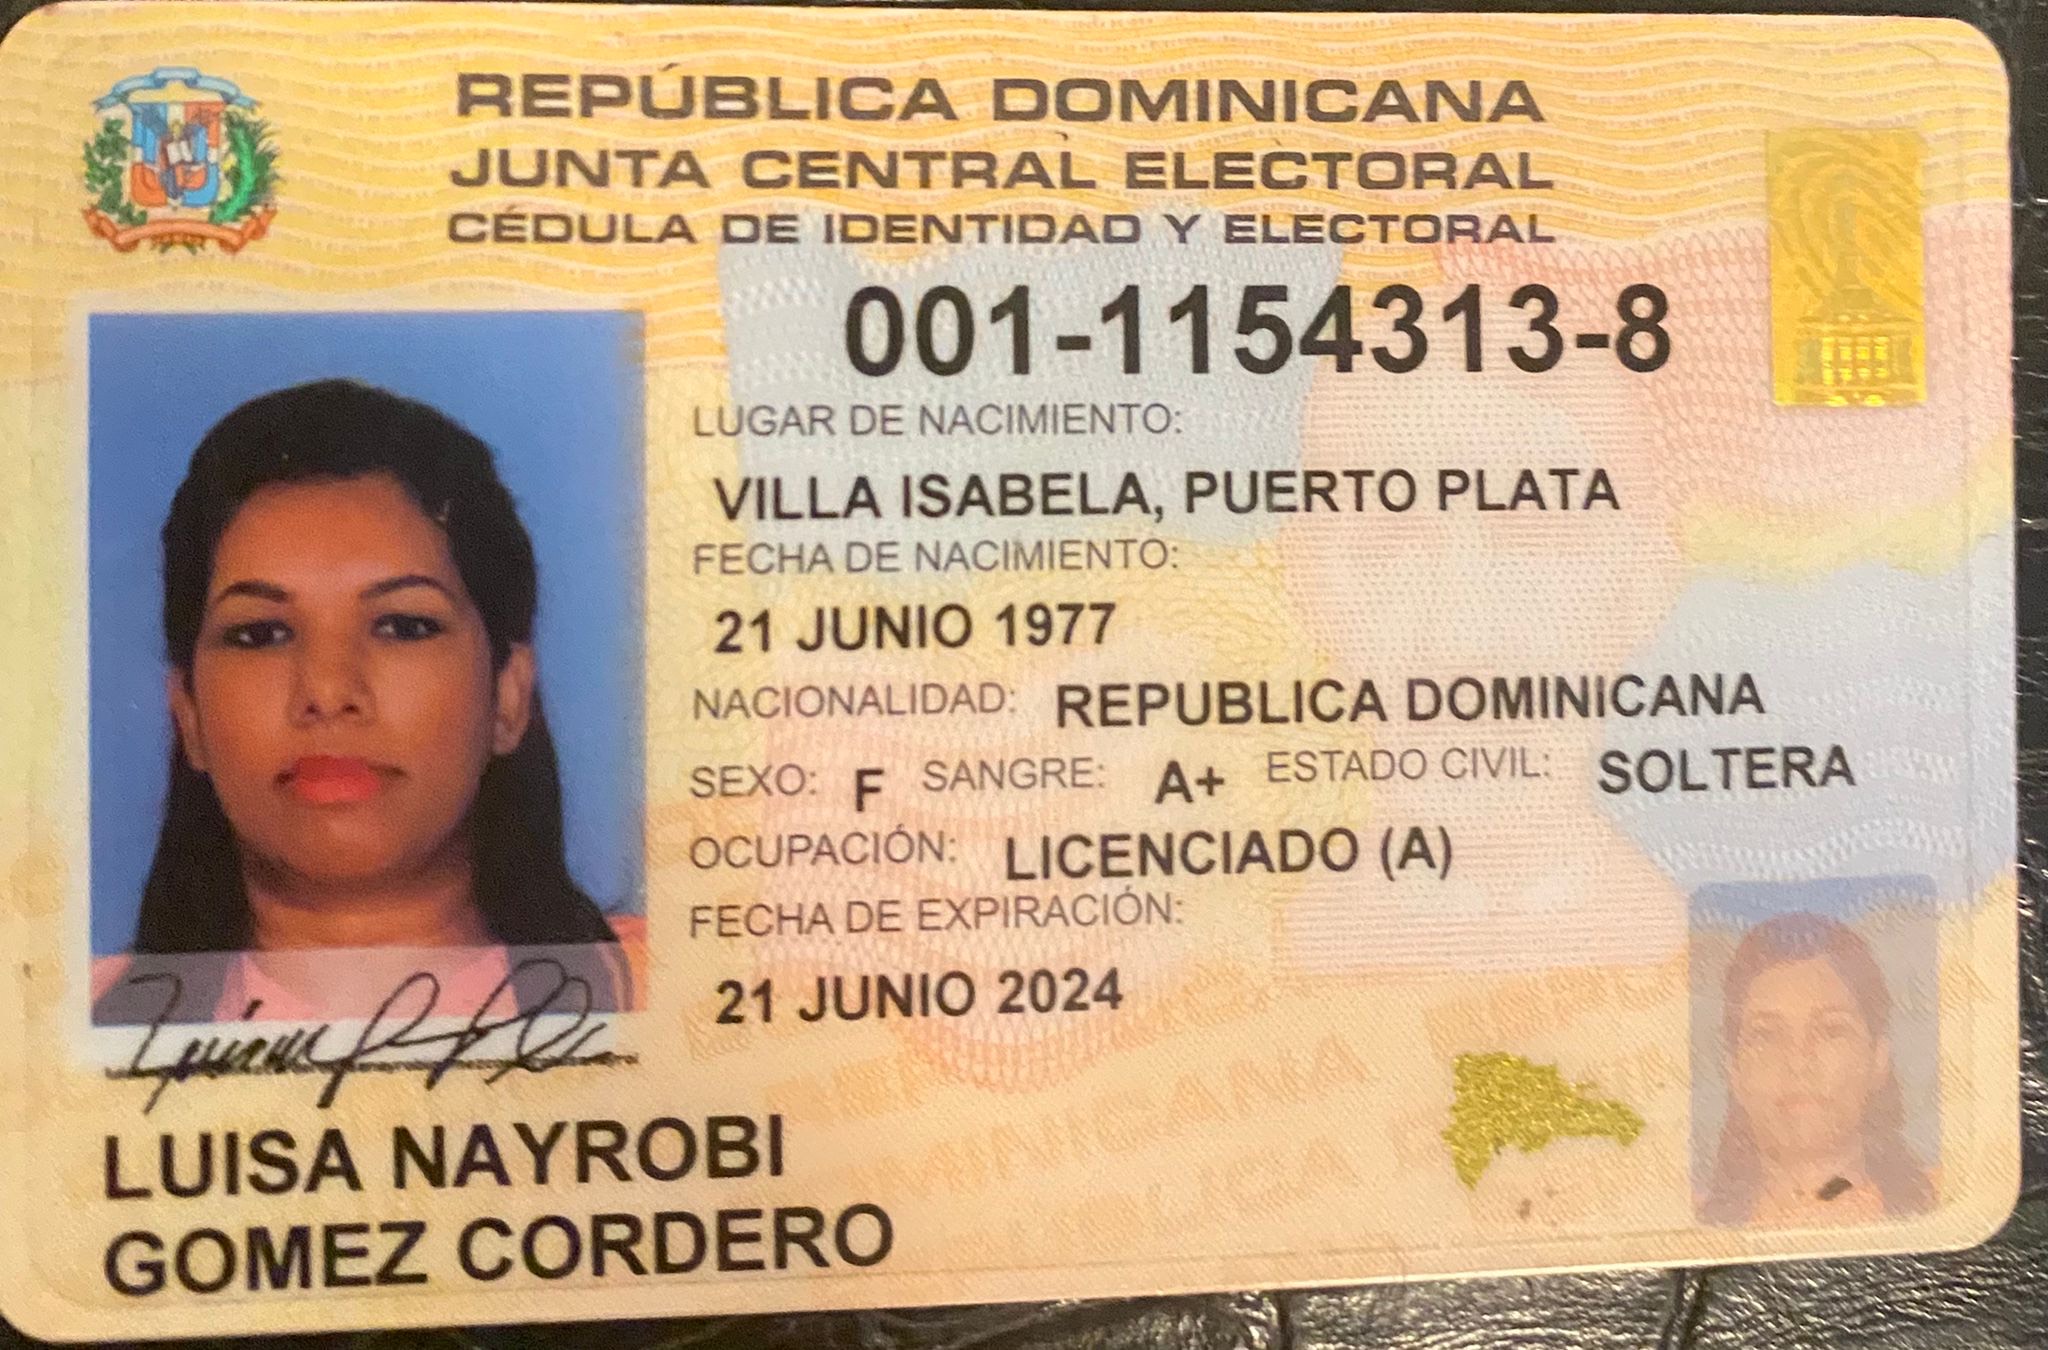 REPÚBLICA DOMINICANA
JUNTA CENTRAL ELECTORAL
CÉDULA DE IDENTIDAD Y ELECTORAL
001-1154313-8
LUGAR DE NACIMIENTO:
VILLA ISABELA, PUERTO PLATA
FECHA DE NACIMIENTO:
21 JUNIO 1977
NACIONALIDAD: REPUBLICA DOMINICANA
SEXO: F SANGRE: A+ ESTADO CIVIL: SOLTERA
OCUPACIÓN: LICENCIADO (A)
FECHA DE EXPIRACIÓN:
21 JUNIO 2024
LUISA NAYROBI
GOMEZ CORDERO